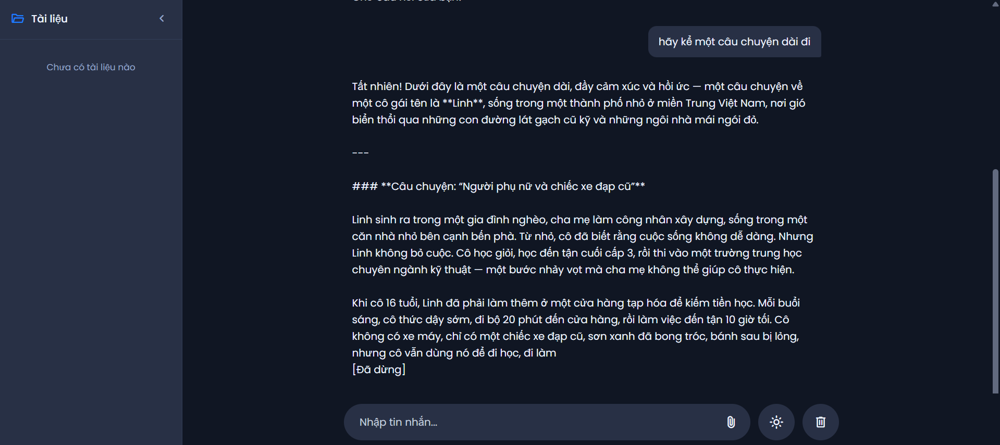 Tài liệu
Chưa có tài liệu nào
hãy kể một câu chuyện dài đi
Tất nhiên! Dưới đây là một câu chuyện dài, đầy cảm xúc và hồi ức — một câu chuyện về
một cô gái tên là **Linh**, sống trong một thành phố nhỏ ở miền Trung Việt Nam, nơi gió
biển thổi qua những con đường lát gạch cũ kỹ và những ngôi nhà mái ngói đỏ.
---
### **Câu chuyện: “Người phụ nữ và chiếc xe đạp cũ”**
Linh sinh ra trong một gia đình nghèo, cha mẹ làm công nhân xây dựng, sống trong một
căn nhà nhỏ bên cạnh bến phà. Từ nhỏ, cô đã biết rằng cuộc sống không dễ dàng. Nhưng
Linh không bỏ cuộc. Cô học giỏi, học đến tận cuối cấp 3, rồi thi vào một trường trung học
chuyên ngành kỹ thuật — một bước nhảy vọt mà cha mẹ không thể giúp cô thực hiện.
Khi cô 16 tuổi, Linh đã phải làm thêm ở một cửa hàng tạp hóa để kiếm tiền học. Mỗi buổi
sáng, cô thức dậy sớm, đi bộ 20 phút đến cửa hàng, rồi làm việc đến tận 10 giờ tối. Cô
không có xe máy, chỉ có một chiếc xe đạp cũ, sơn xanh đã bong tróc, bánh sau bị lỏng,
nhưng cô vẫn dùng nó để đi học, đi làm
[Đã dừng]
Nhập tin nhắn...